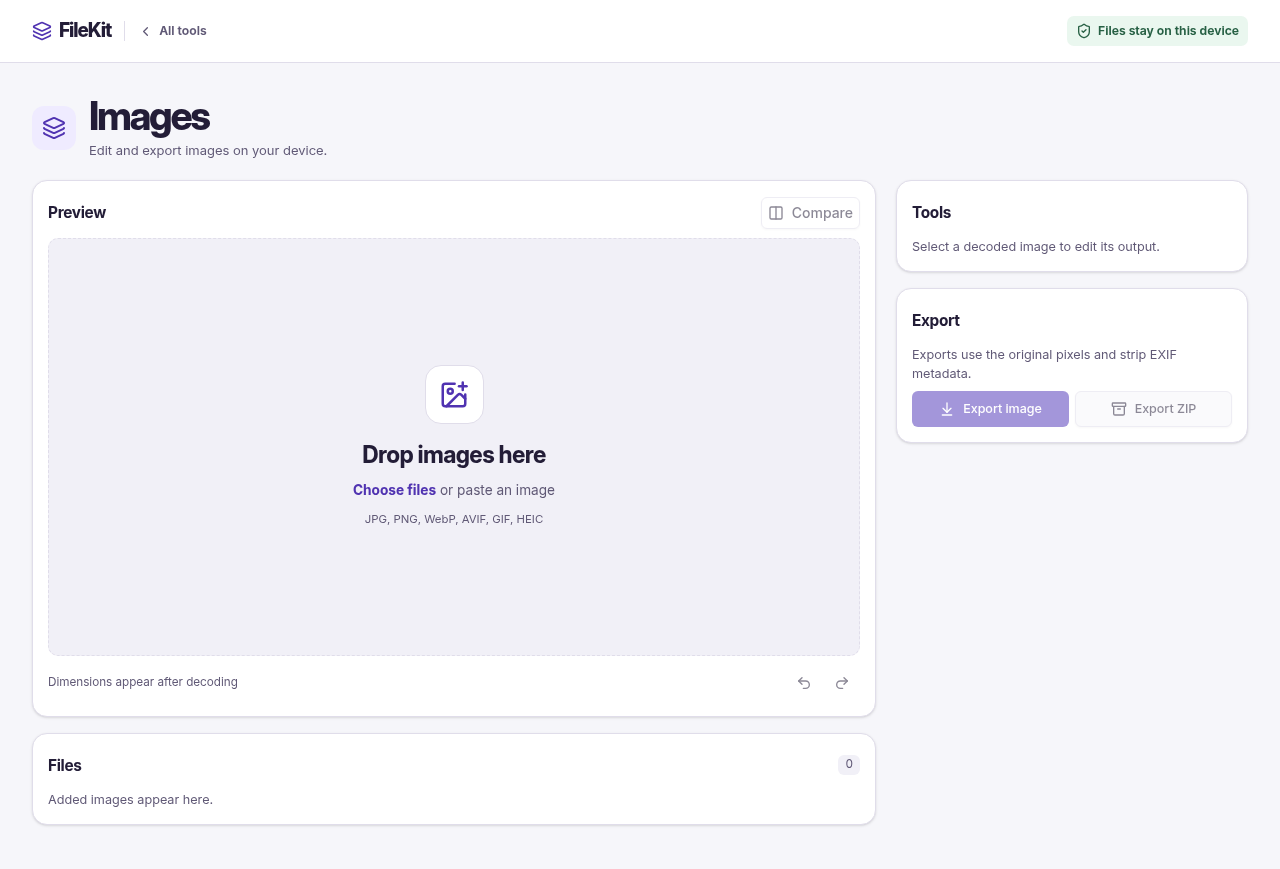 FileKit
All tools
Files stay on this device
Images
Edit and export images on your device.
Preview
Compare
Drop images here
Choose files or paste an image
JPG, PNG, WebP, AVIF, GIF, HEIC
Dimensions appear after decoding
Files
0
Added images appear here.
Tools
Select a decoded image to edit its output.
Export
Exports use the original pixels and strip EXIF
metadata.
Export image
Export ZIP